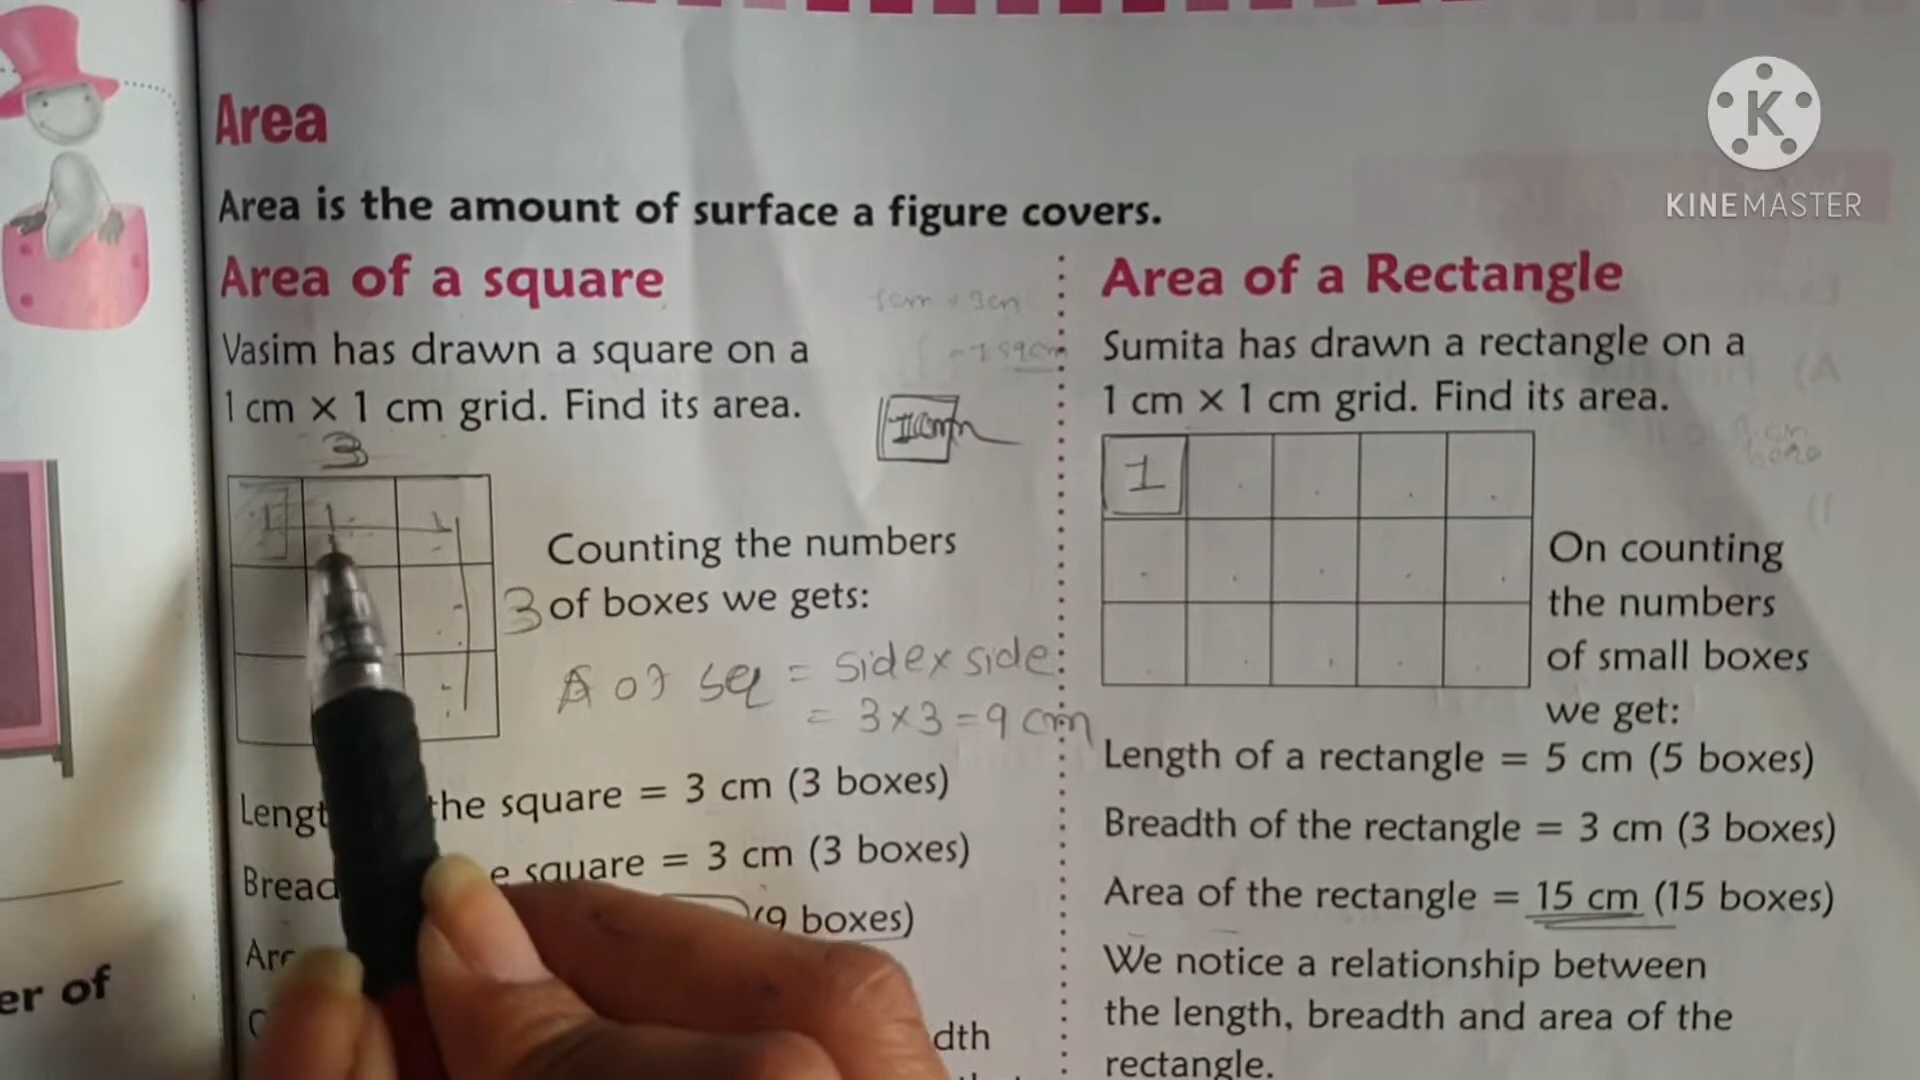 Area
Area is the amount of surface a figure covers.
Area of a square
Vasim has drawn a square on a
1 cm × 1 cm grid. Find its area.
3
1 1 1
Counting the numbers
3 of boxes we gets:
A of sq = side x side
= 3 x 3 = 9 cm
the square = 3 cm (3 boxes)
square = 3 cm (3 boxes)
(9 boxes)
dth
er of
Area of a Rectangle
Sumita has drawn a rectangle on a
1 cm × 1 cm grid. Find its area.
1
On counting
the numbers
of small boxes
we get:
Length of a rectangle = 5 cm (5 boxes)
Breadth of the rectangle = 3 cm (3 boxes)
Area of the rectangle = 15 cm (15 boxes)
We notice a relationship between
the length, breadth and area of the
rectangle.
K
KINEMASTER